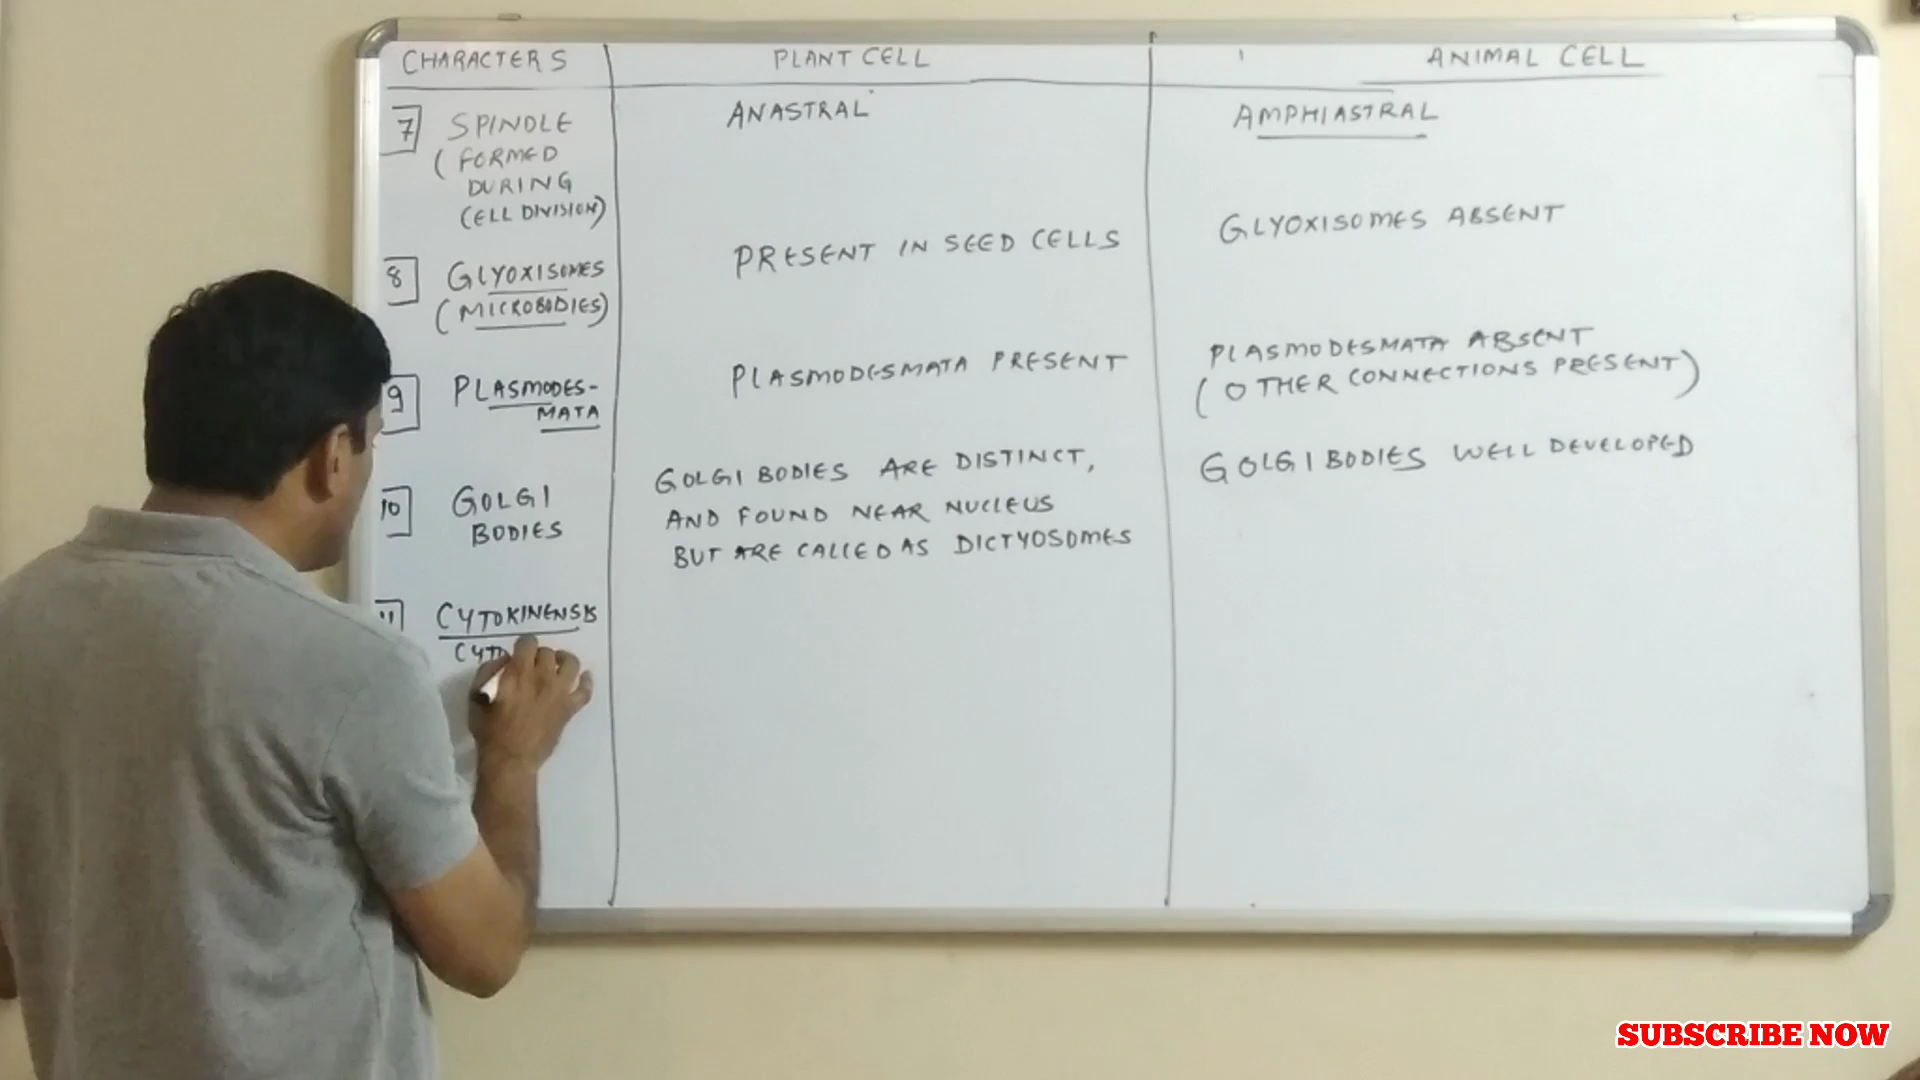 CHARACTERS
PLANT CELL
ANIMAL CELL
7 SPINDLE
(FORMED
DURING
CELL DIVISION)
ANASTRAL
AMPHIASTRAL
8 GLYOXISOMES
(MICROBODIES)
PRESENT IN SEED CELLS
GLYOXISOMES ABSENT
9 PLASMODES-
MATA
PLASMODESMATA PRESENT
PLASMODESMATA ABSENT
(OTHER CONNECTIONS PRESENT)
10 GOLGI
BODIES
GOLGI BODIES ARE DISTINCT,
AND FOUND NEAR NUCLEUS
BUT ARE CALLED AS DICTYOSOMES
GOLGI BODIES WELL DEVELOPED
11 CYTOKINENSIS
SUBSCRIBE NOW